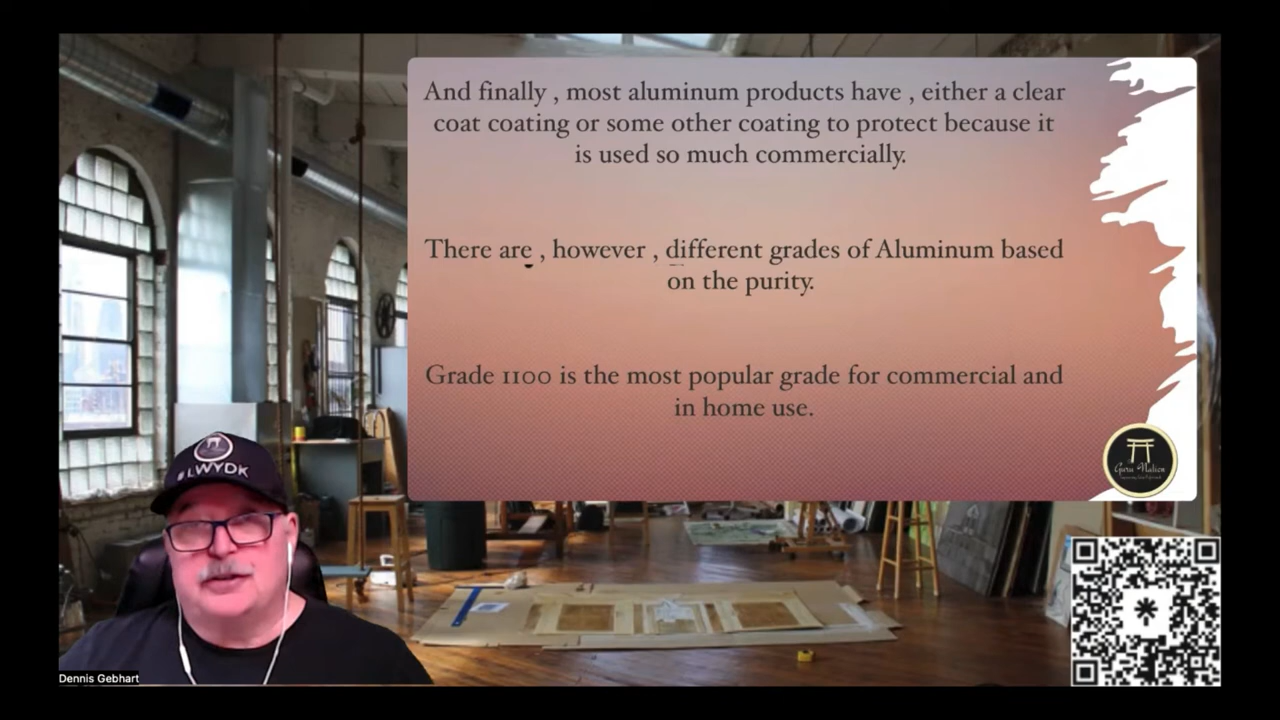 And finally , most aluminum products have , either a clear
coat coating or some other coating to protect because it
is used so much commercially.
There are , however , different grades of Aluminum based
on the purity.
Grade 1100 is the most popular grade for commercial and
in home use.
Guru Nation
#LWYDK
Dennis Gebhart